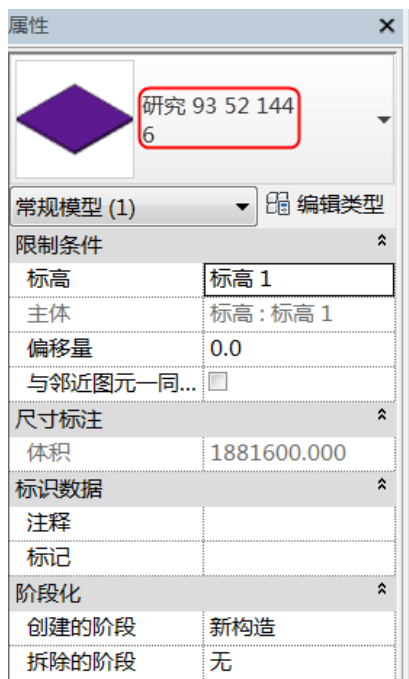 属性
研究 93 52 144
6
常规模型 (1) 编辑类型
限制条件
标高 标高 1
主体 标高 : 标高 1
偏移量 0.0
与邻近图元一同...
尺寸标注
体积 1881600.000
标识数据
注释
标记
阶段化
创建的阶段 新构造
拆除的阶段 无